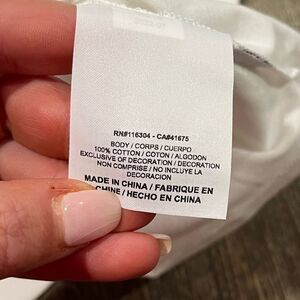 RN#116304 - CA#41675
BODY / CORPS / CUERPO
100% COTTON / COTON / ALGODON
EXCLUSIVE OF DECORATION / DECORATION
NON COMPRISE / NO INCLUYE LA
DECORACION
MADE IN CHINA / FABRIQUE EN
CHINE / HECHO EN CHINA